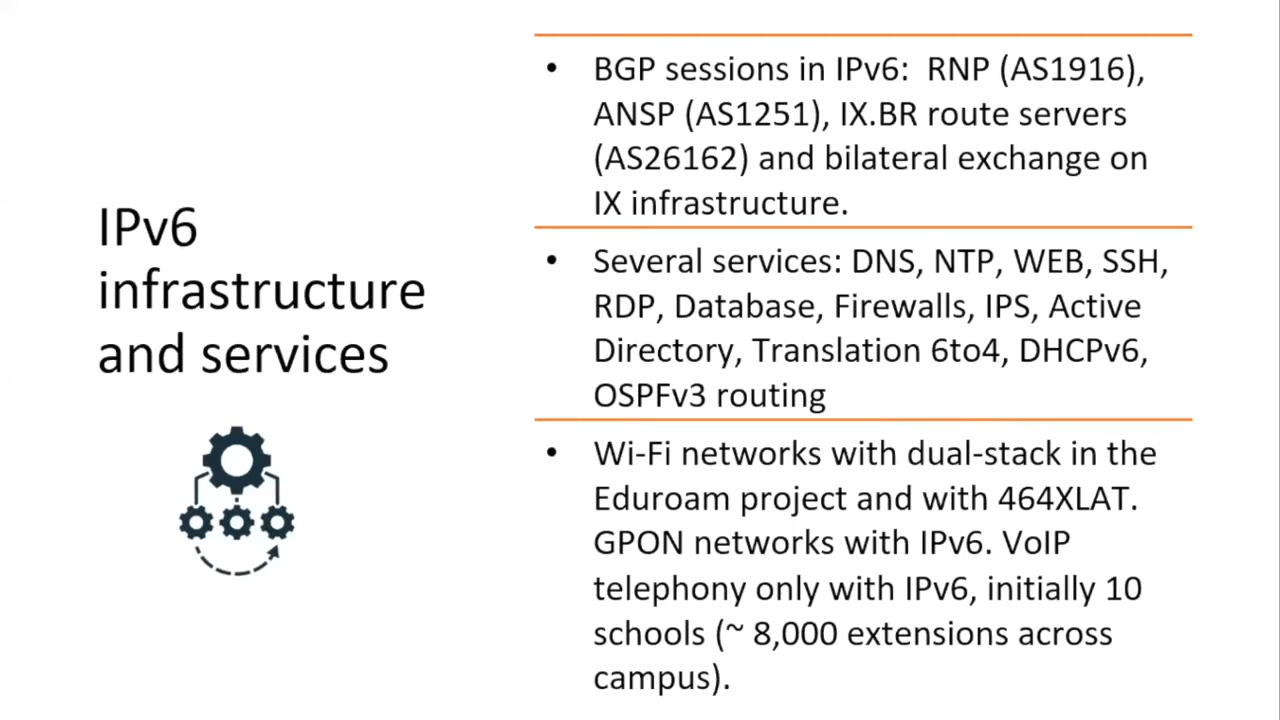 IPv6
infrastructure
and services
• BGP sessions in IPv6: RNP (AS1916),
ANSP (AS1251), IX.BR route servers
(AS26162) and bilateral exchange on
IX infrastructure.
• Several services: DNS, NTP, WEB, SSH,
RDP, Database, Firewalls, IPS, Active
Directory, Translation 6to4, DHCPv6,
OSPFv3 routing
• Wi-Fi networks with dual-stack in the
Eduroam project and with 464XLAT.
GPON networks with IPv6. VoIP
telephony only with IPv6, initially 10
schools (~ 8,000 extensions across
campus).